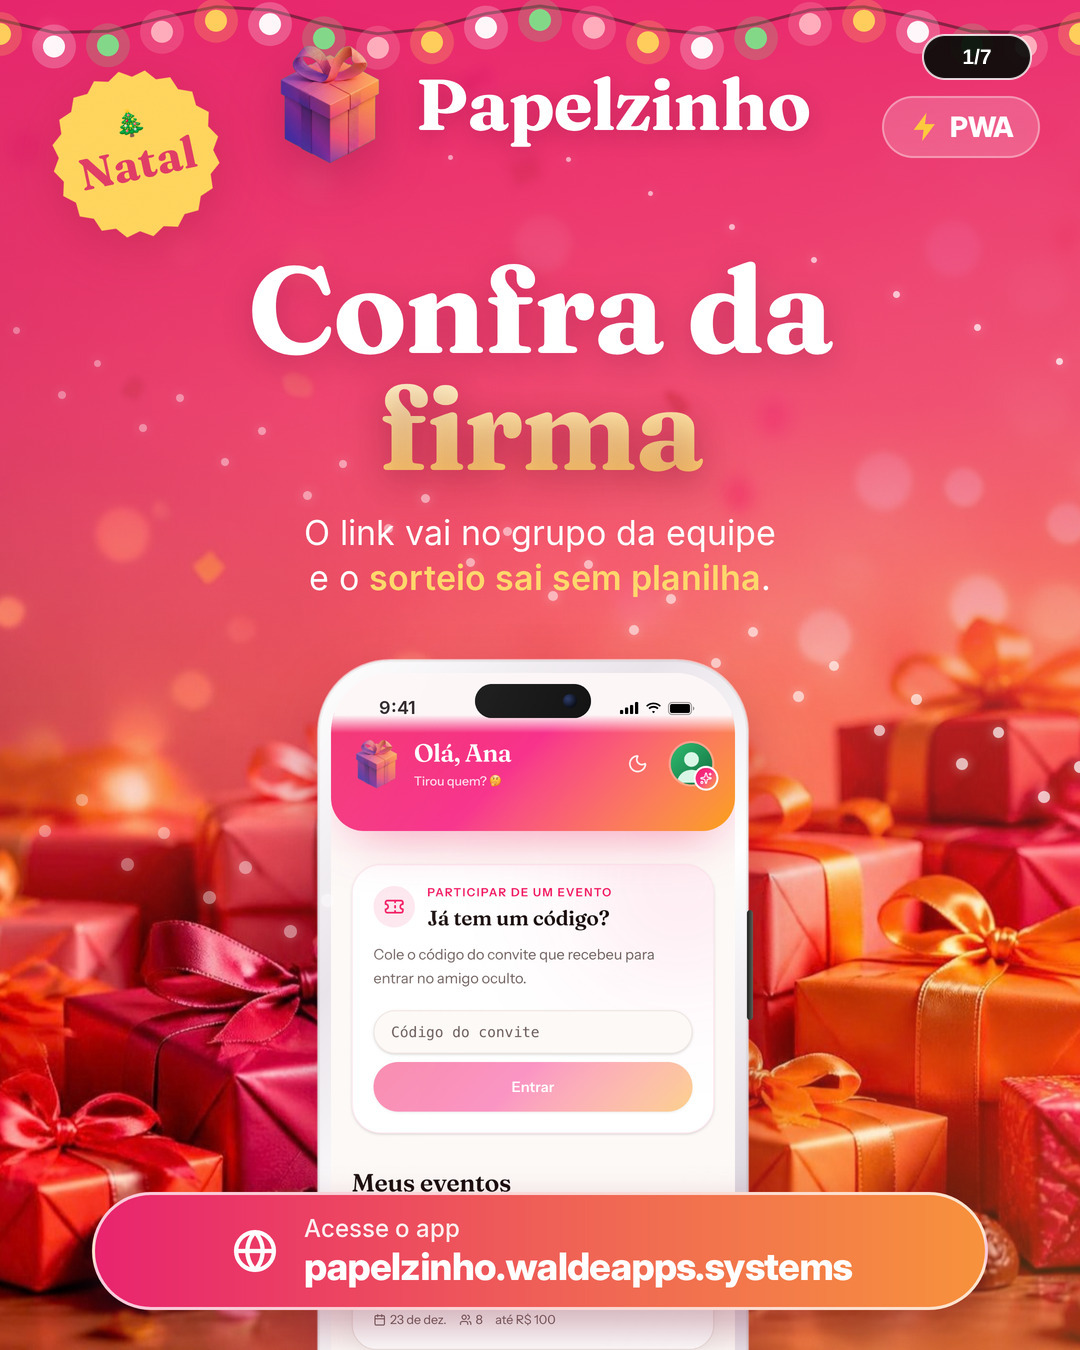 1/7
Natal
Papelzinho
PWA
Confra da
firma
O link vai no grupo da equipe
e o sorteio sai sem planilha.
9:41
Olá, Ana
Tirou quem? 🤔
PARTICIPAR DE UM EVENTO
Já tem um código?
Cole o código do convite que recebeu para
entrar no amigo oculto.
Código do convite
Entrar
Meus eventos
Acesse o app
papelzinho.waldeapps.systems
23 de dez. 8 até R$ 100